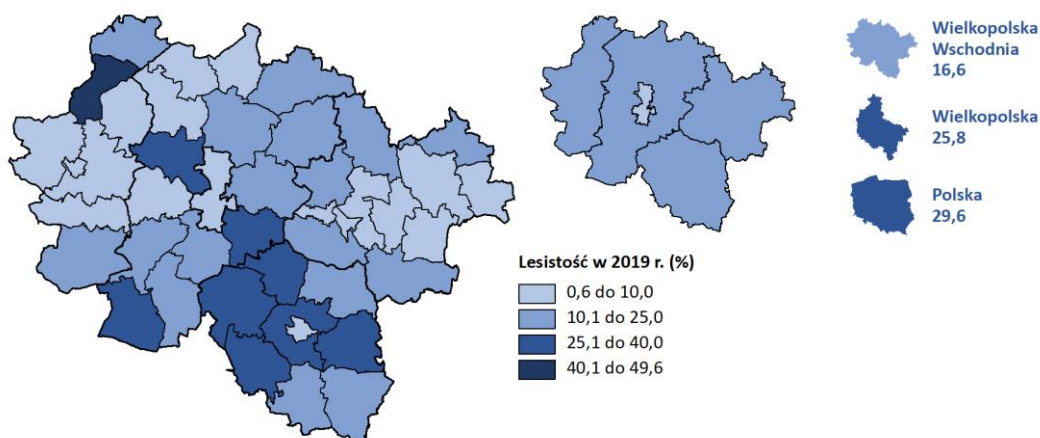 Wielkopolska
Wschodnia
16,6
Wielkopolska
25,8
Polska
29,6
Lesistość w 2019 r. (%)
0,6 do 10,0
10,1 do 25,0
25,1 do 40,0
40,1 do 49,6